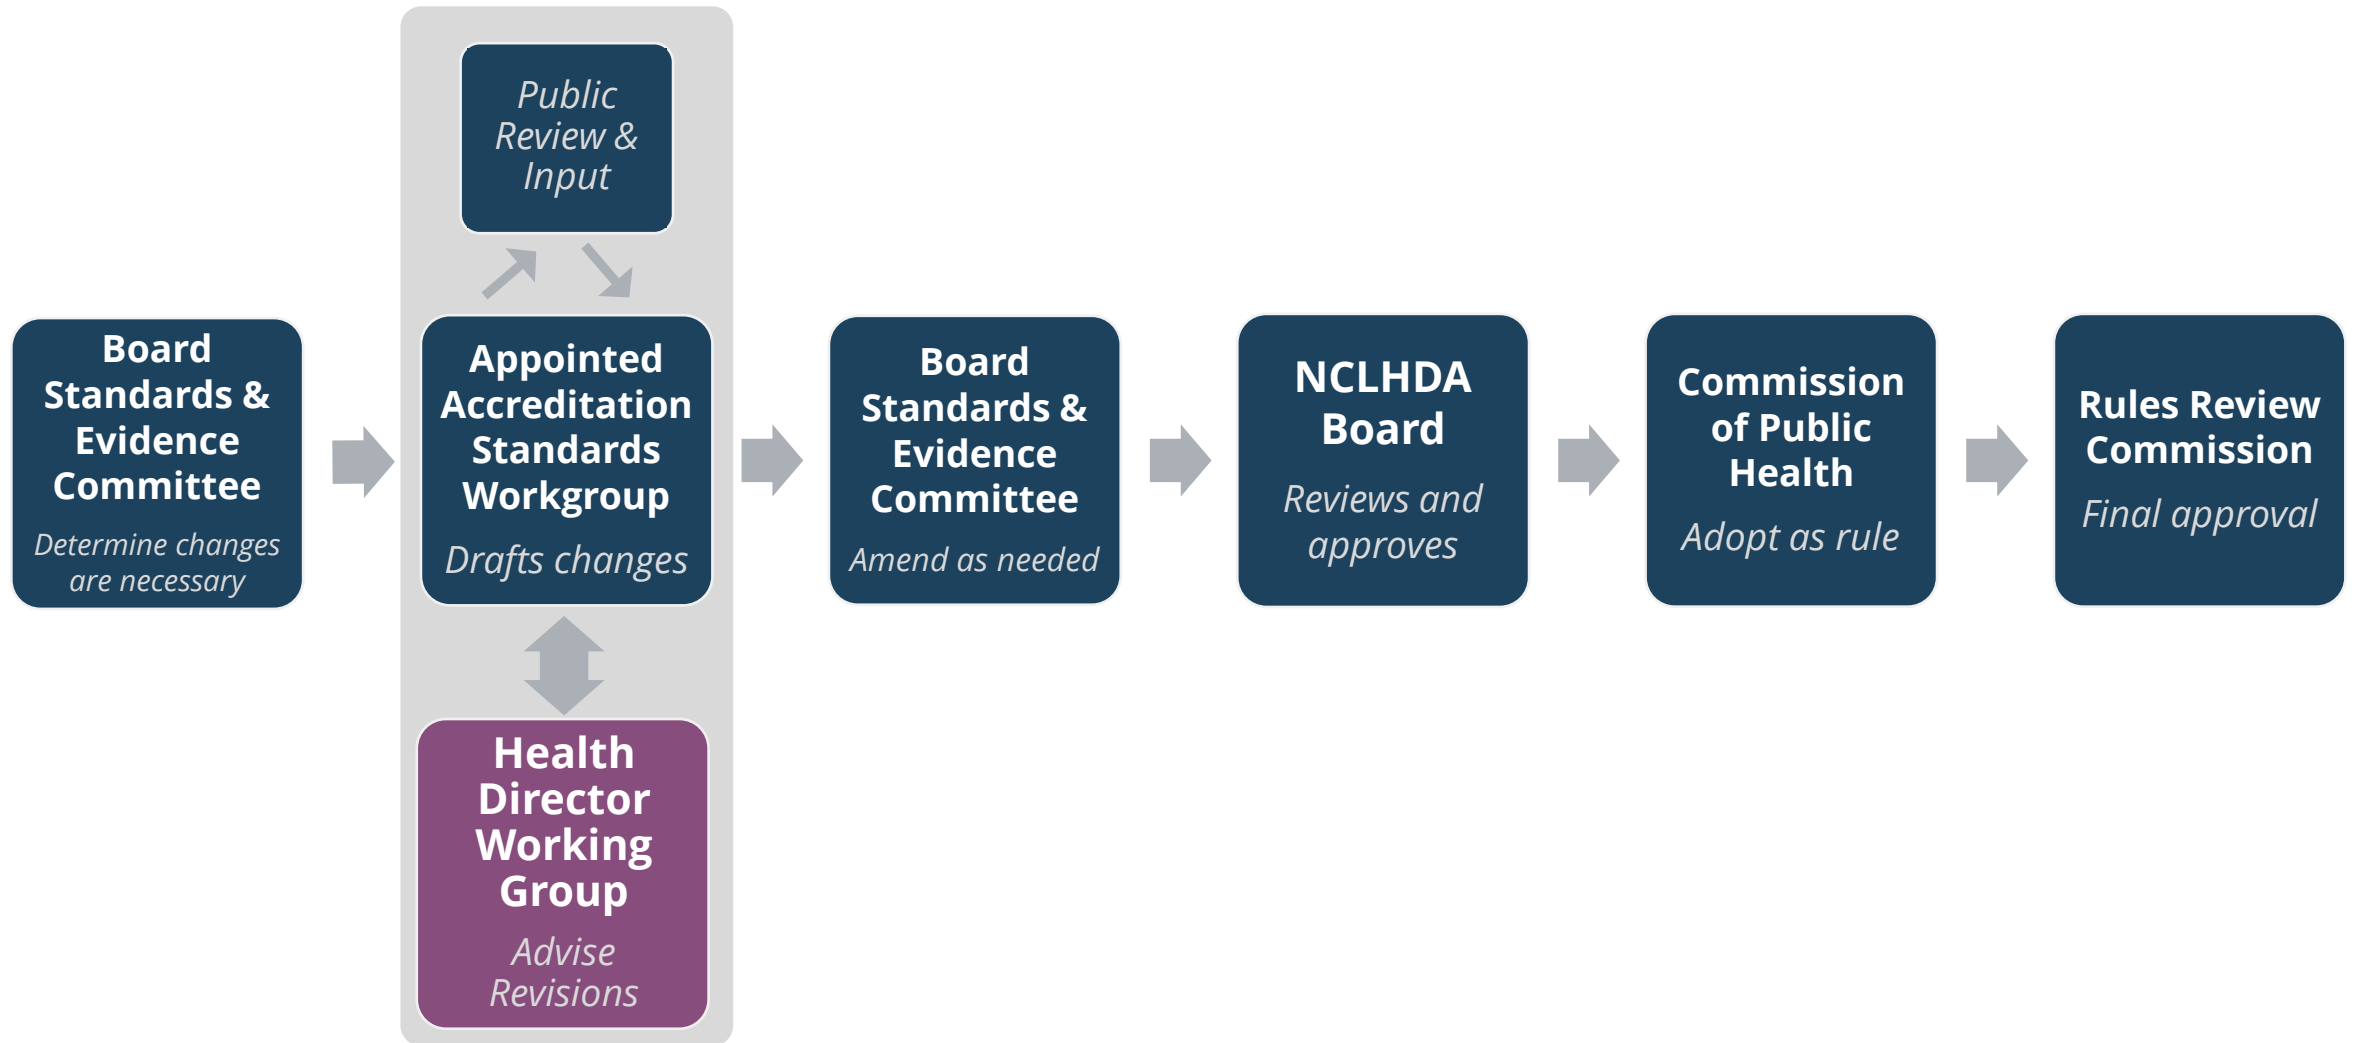 Public
Review &
Input
Board
Standards &
Evidence
Committee
Determine changes
are necessary
Appointed
Accreditation
Standards
Workgroup
Drafts changes
Health
Director
Working
Group
Advise
Revisions
Board
Standards &
Evidence
Committee
Amend as needed
NCLHDA
Board
Reviews and
approves
Commission
of Public
Health
Adopt as rule
Rules Review
Commission
Final approval